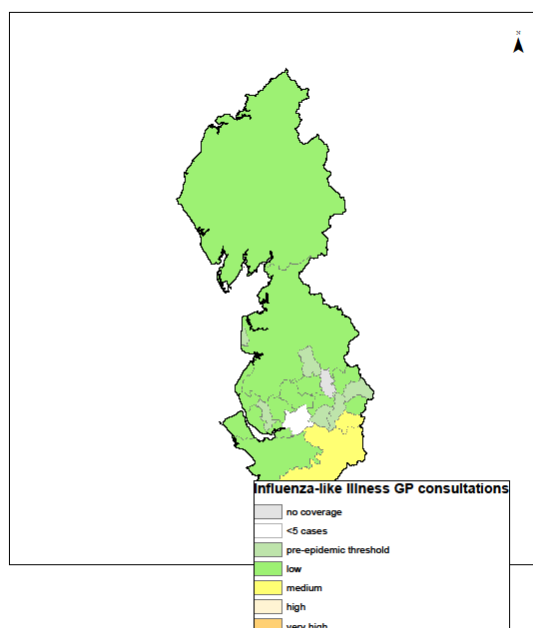 N
Influenza-like Illness GP consultations
no coverage
<5 cases
pre-epidemic threshold
low
medium
high
very high